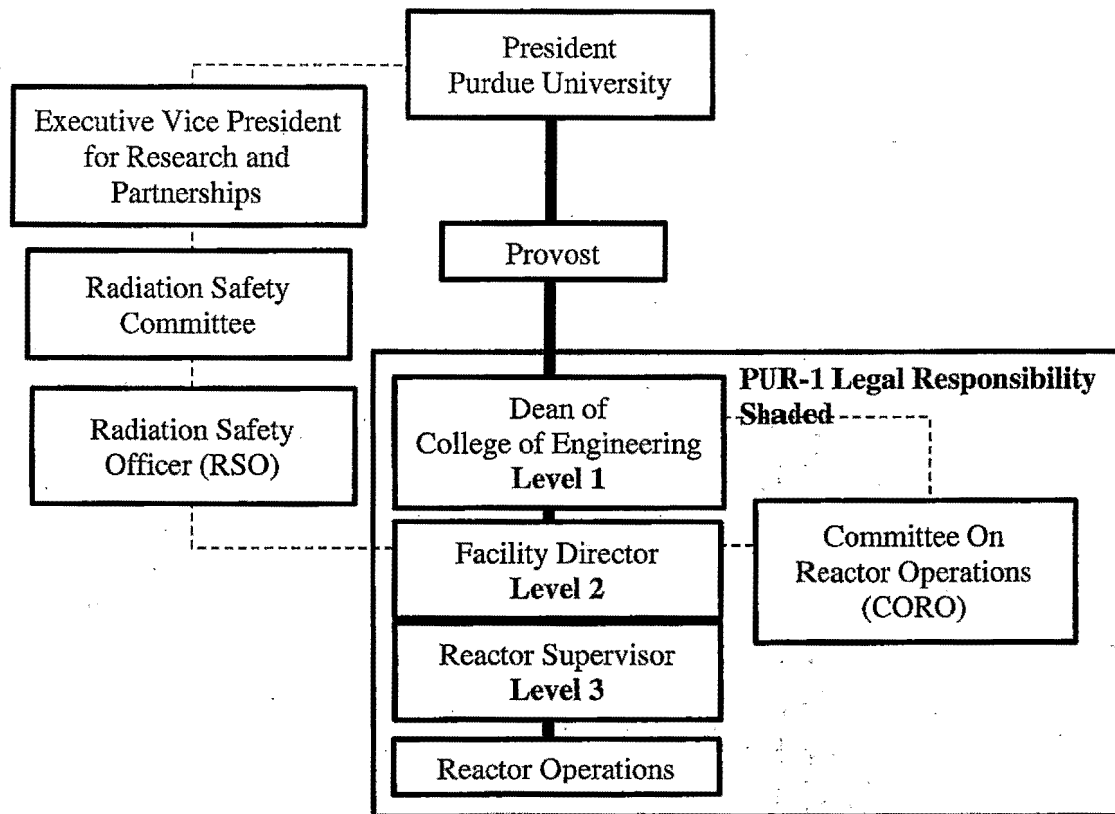 President
Purdue University
Executive Vice President
for Research and
Partnerships
Provost
Radiation Safety
Committee
PUR-1 Legal Responsibility
Shaded
Dean of
College of Engineering
Level 1
Radiation Safety
Officer (RSO)
Facility Director
Level 2
Committee On
Reactor Operations
(CORO)
Reactor Supervisor
Level 3
Reactor Operations